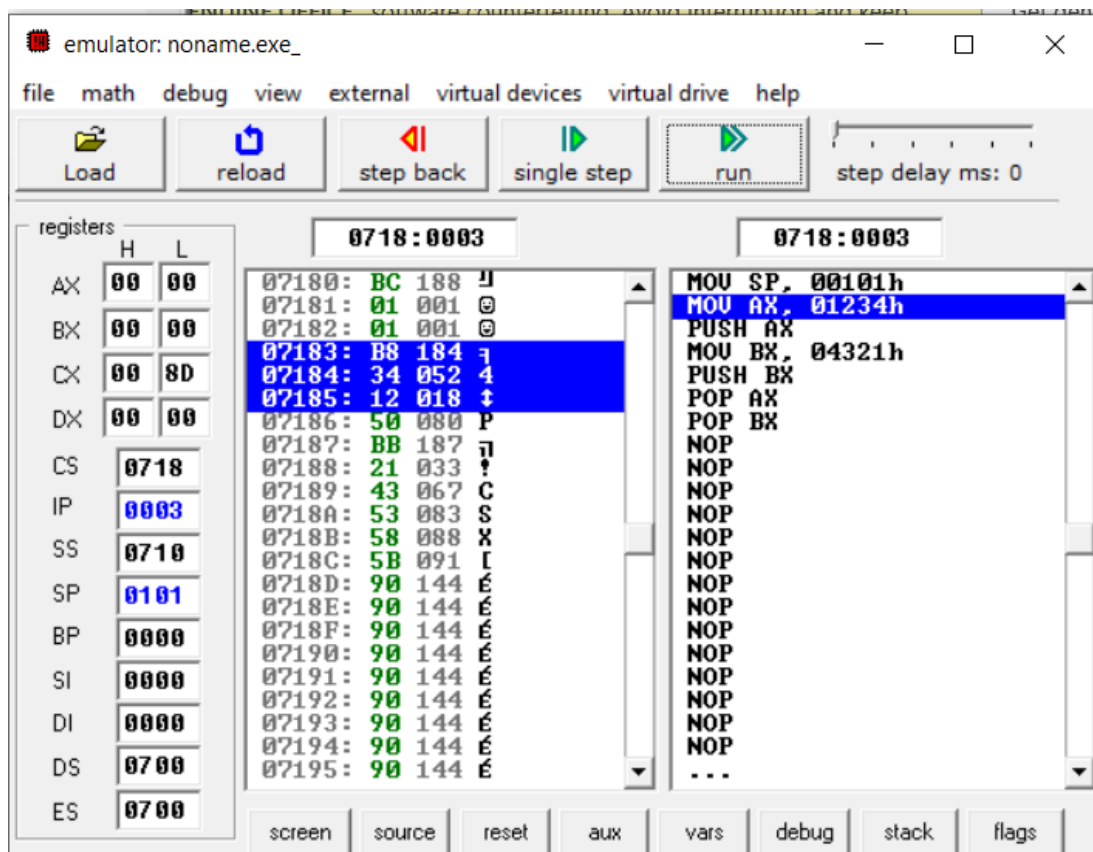 ENGINE OFFICE software counterfeiting. Avoid interruption and keep
emulator: noname.exe_
file math debug view external virtual devices virtual drive help
Load reload step back single step run step delay ms: 0
registers
H L
0718:0003 0718:0003
AX 00 00
BX 00 00
CX 00 8D
DX 00 00
CS 0718
IP 0003
SS 0710
SP 0101
BP 0000
SI 0000
DI 0000
DS 0700
ES 0700
07180: BC 188 ╝
07181: 01 001 ☺
07182: 01 001 ☺
07183: B8 184 ╕
07184: 34 052 4
07185: 12 018 ↕
07186: 50 080 P
07187: BB 187 ╗
07188: 21 033 !
07189: 43 067 C
0718A: 53 083 S
0718B: 58 088 X
0718C: 5B 091 [
0718D: 90 144 É
0718E: 90 144 É
0718F: 90 144 É
07190: 90 144 É
07191: 90 144 É
07192: 90 144 É
07193: 90 144 É
07194: 90 144 É
07195: 90 144 É
MOV SP, 00101h
MOV AX, 01234h
PUSH AX
MOV BX, 04321h
PUSH BX
POP AX
POP BX
NOP
NOP
NOP
NOP
NOP
NOP
NOP
NOP
NOP
NOP
NOP
NOP
NOP
NOP
...
screen source reset aux vars debug stack flags